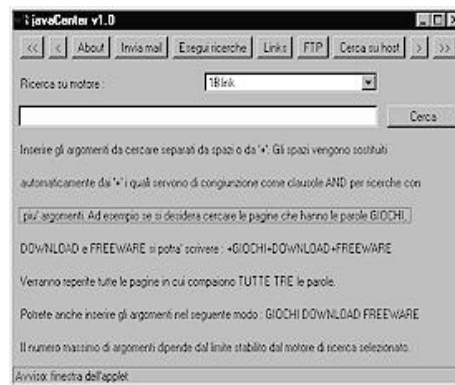 javaCenter v1.0
<< < About Invia mail Esegui ricerche Links FTP Cerca su host > >>
Ricerca su motore : 1Blink
Cerca
Inserire gli argomenti da cercare separati da spazi o da '+'. Gli spazi vengono sostituiti
automaticamente dai '+' i quali servono di congiunzione come clausole AND per ricerche con
piu' argomenti. Ad esempio se si desidera cercare le pagine che hanno le parole GIOCHI,
DOWNLOAD e FREEWARE si potra' scrivere : +GIOCHI+DOWNLOAD+FREEWARE
Verranno reperite tutte le pagine in cui compaiono TUTTE TRE le parole.
Potrete anche inserire gli argomenti nel seguente modo : GIOCHI DOWNLOAD FREEWARE
Il numero massimo di argomenti dipende dal limite stabilito dal motore di ricerca selezionato.
Avviso: finestra dell'applet